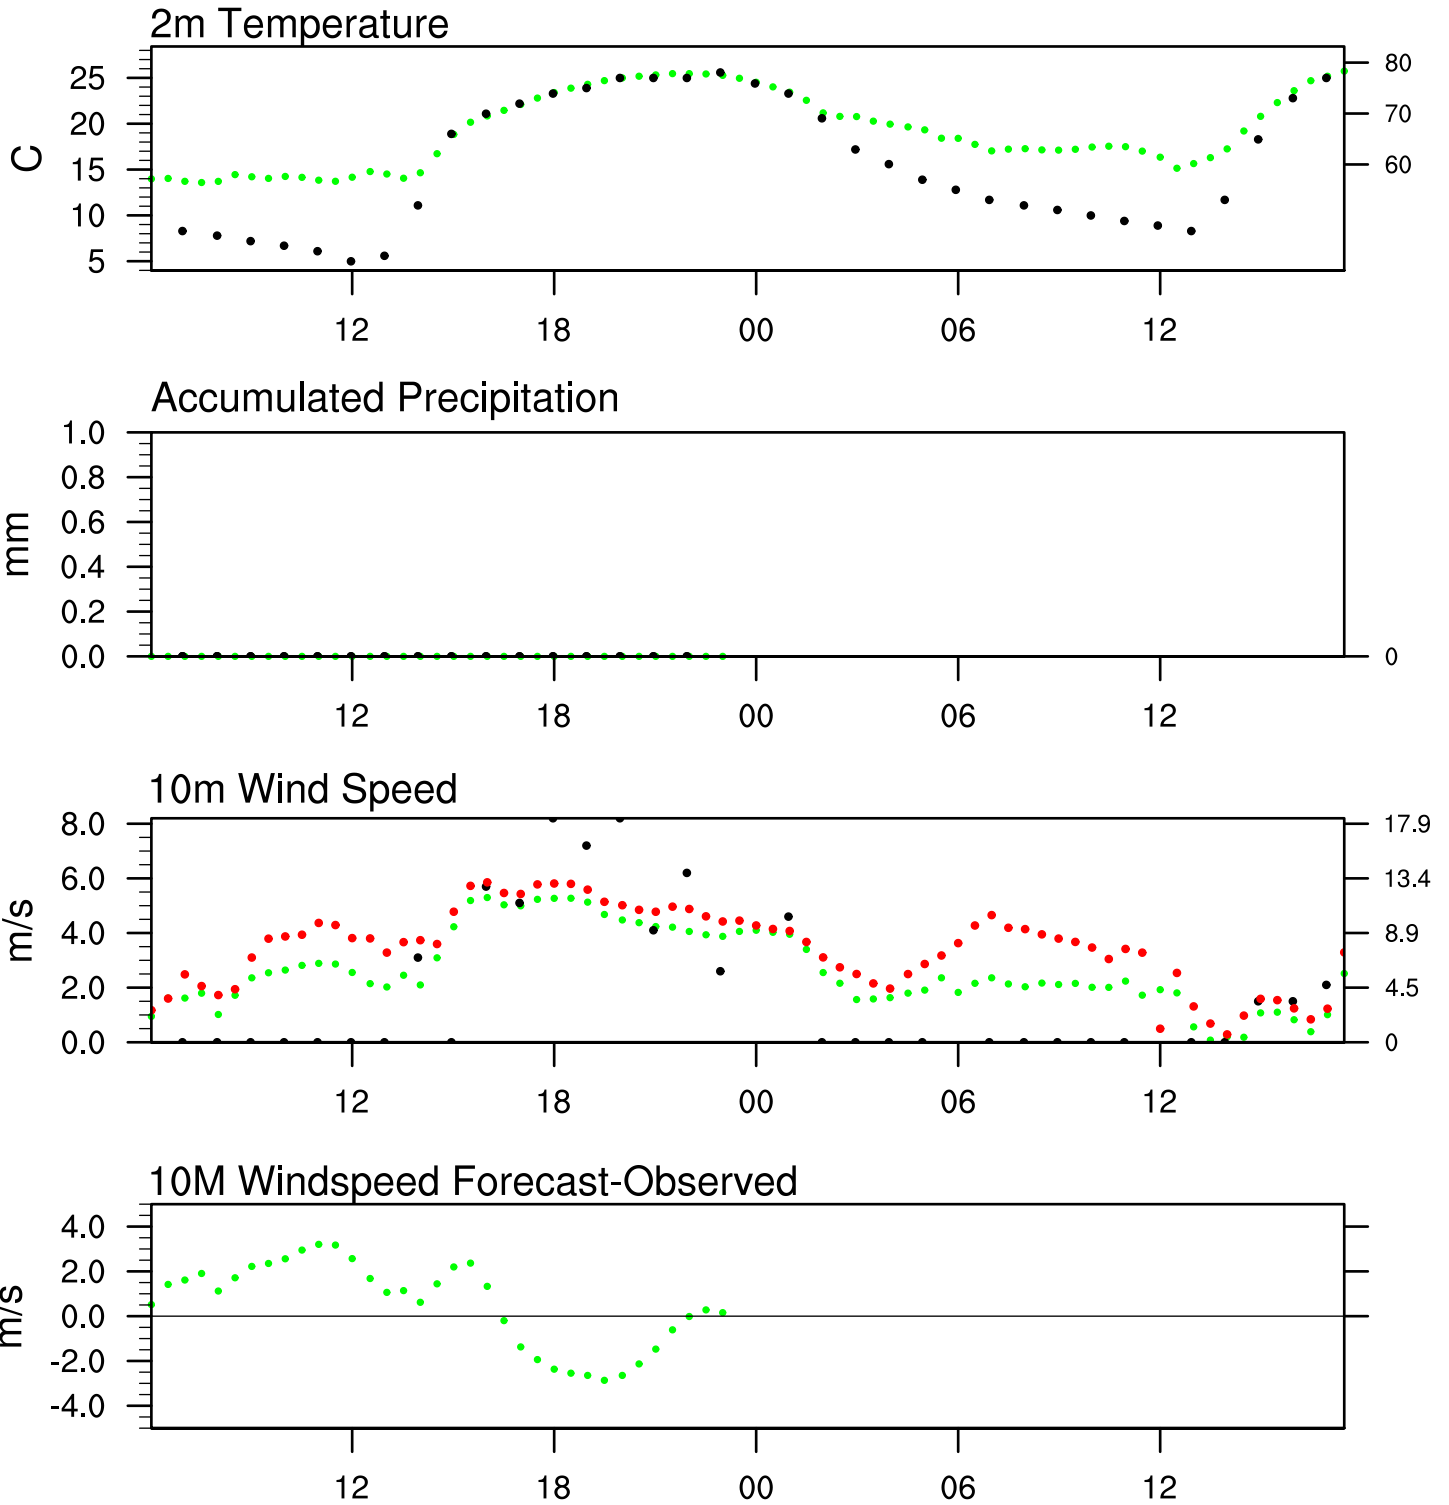 2m Temperature
25
20
15
10
5
C
80
70
60
12 18 00 06 12
Accumulated Precipitation
1.0
0.8
0.6
0.4
0.2
0.0
mm
0
12 18 00 06 12
10m Wind Speed
8.0
6.0
4.0
2.0
0.0
m/s
17.9
13.4
8.9
4.5
0
12 18 00 06 12
10M Windspeed Forecast-Observed
4.0
2.0
0.0
-2.0
-4.0
m/s
12 18 00 06 12